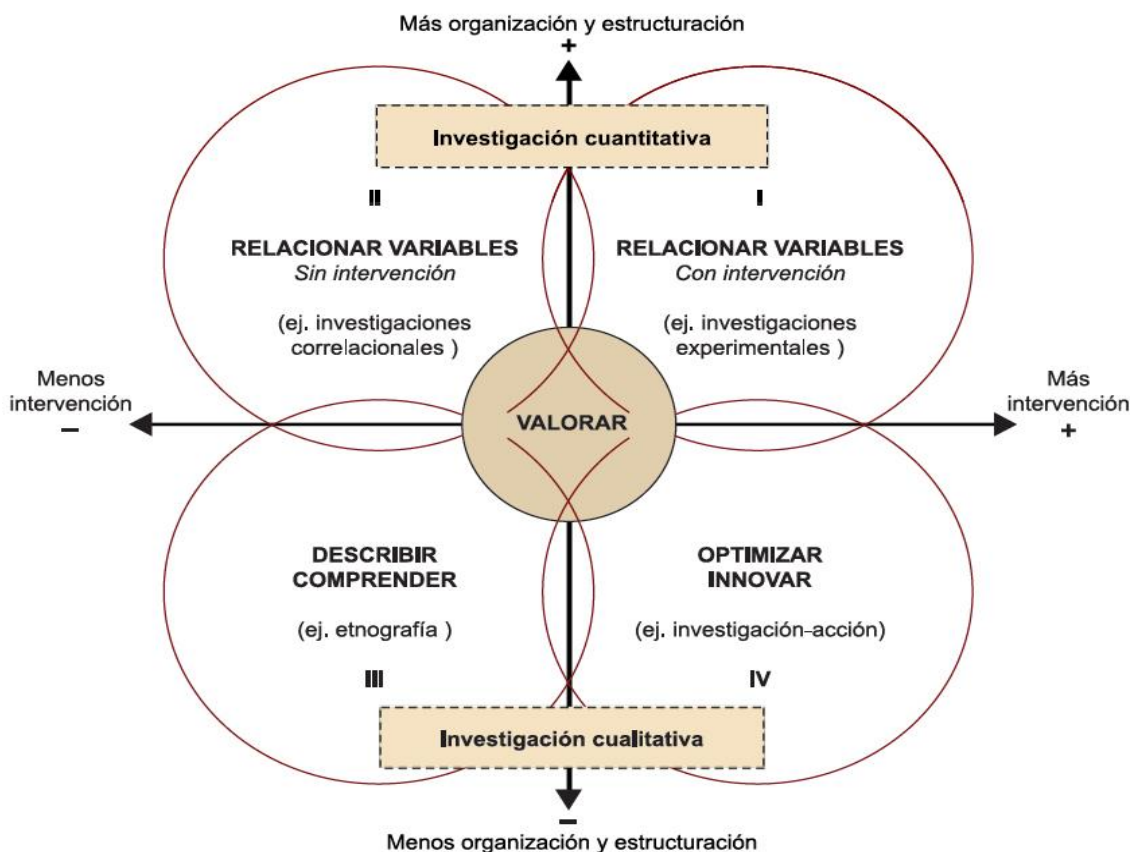 Más organización y estructuración
+
Investigación cuantitativa
II
RELACIONAR VARIABLES
Sin intervención
(ej. investigaciones
correlacionales )
I
RELACIONAR VARIABLES
Con intervención
(ej. investigaciones
experimentales )
Menos
intervención
–
VALORAR
Más
intervención
+
DESCRIBIR
COMPRENDER
(ej. etnografía )
III
OPTIMIZAR
INNOVAR
(ej. investigación-acción)
IV
Investigación cualitativa
–
Menos organización y estructuración